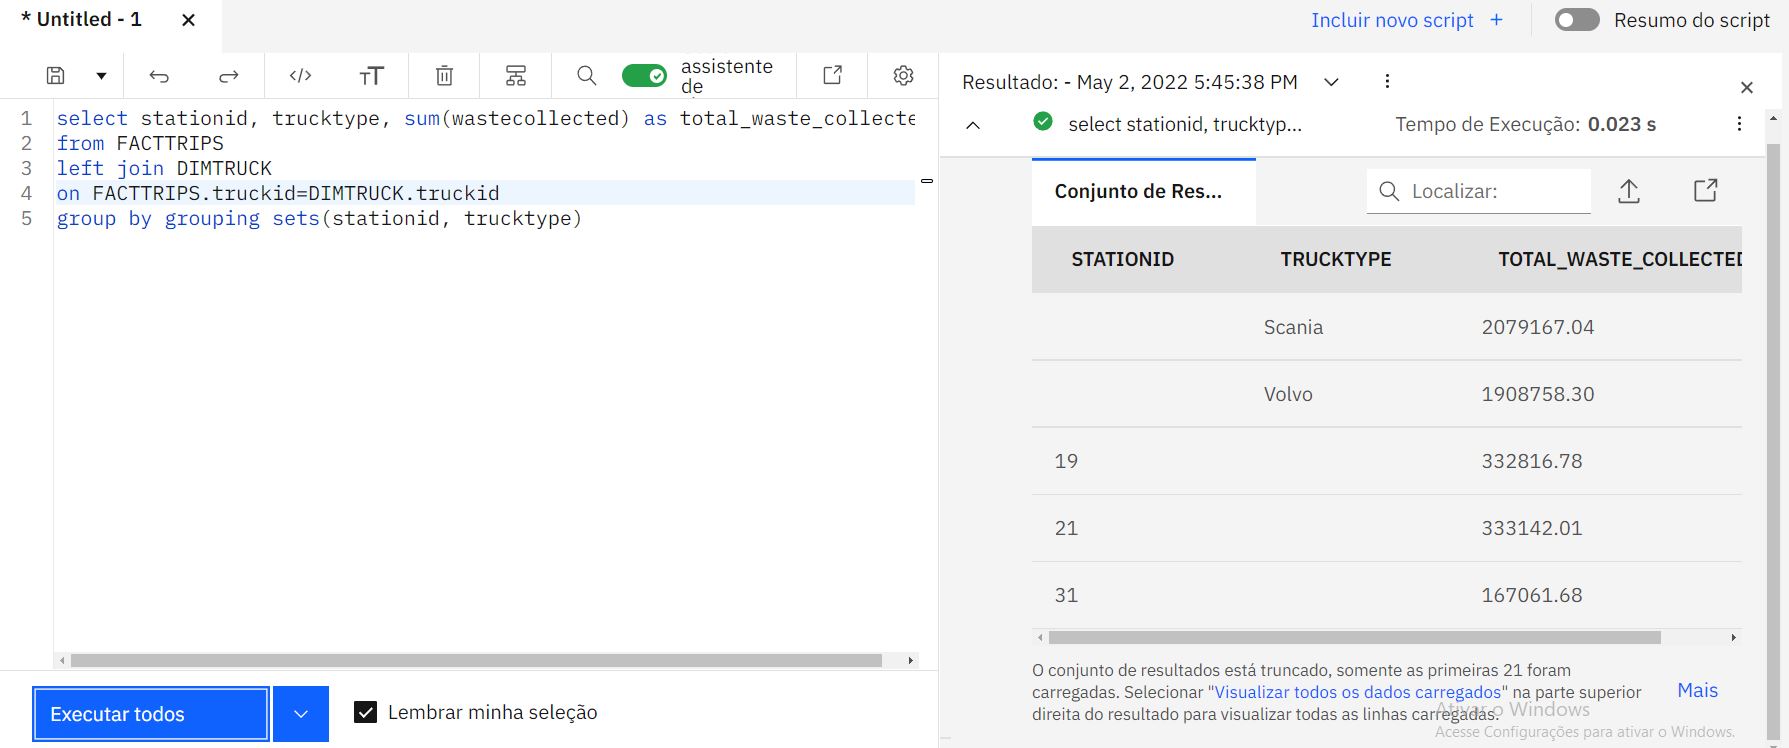 * Untitled - 1
Incluir novo script +
Resumo do script
assistente
de
1 select stationid, trucktype, sum(wastecollected) as total_waste_collecte
2 from FACTTRIPS
3 left join DIMTRUCK
4 on FACTTRIPS.truckid=DIMTRUCK.truckid
5 group by grouping sets(stationid, trucktype)
Executar todos
Lembrar minha seleção
Resultado: - May 2, 2022 5:45:38 PM
select stationid, trucktyp... Tempo de Execução: 0.023 s
Conjunto de Res... Localizar:
STATIONID TRUCKTYPE TOTAL_WASTE_COLLECTED
Scania 2079167.04
Volvo 1908758.30
19 332816.78
21 333142.01
31 167061.68
O conjunto de resultados está truncado, somente as primeiras 21 foram
carregadas. Selecionar "Visualizar todos os dados carregados" na parte superior
direita do resultado para visualizar todas as linhas carregadas.
Mais
Ativar o Windows
Acesse Configurações para ativar o Windows.